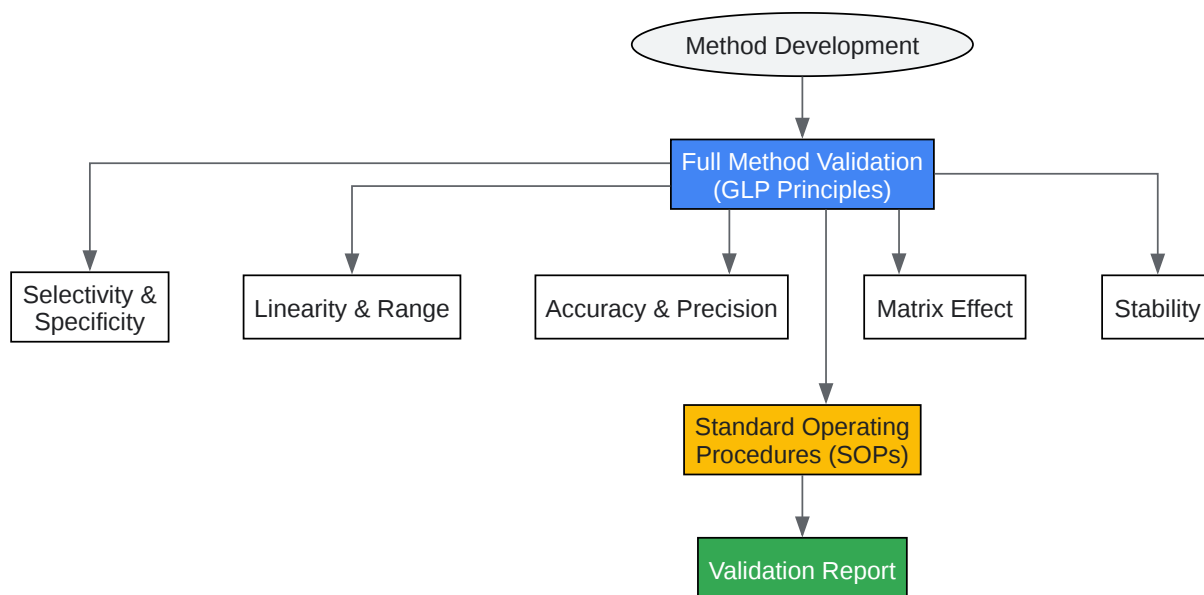 Method Development
Full Method Validation
(GLP Principles)
Selectivity &
Specificity
Linearity & Range
Accuracy & Precision
Matrix Effect
Stability
Standard Operating
Procedures (SOPs)
Validation Report